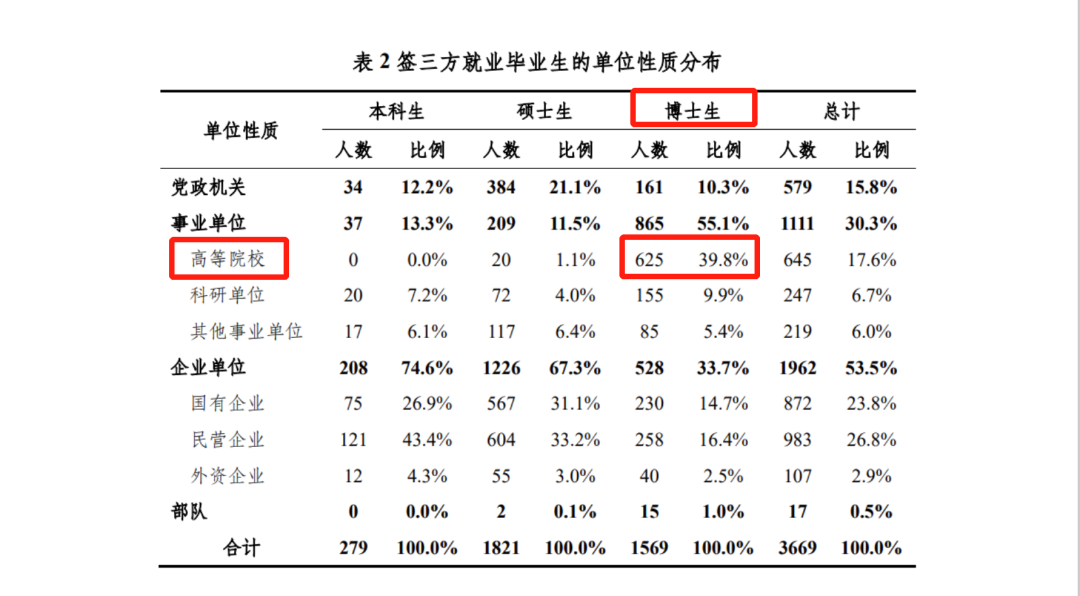 表 2 签三方就业毕业生的单位性质分布
单位性质 本科生 硕士生 博士生 总计
人数 比例 人数 比例 人数 比例 人数 比例
党政机关 34 12.2% 384 21.1% 161 10.3% 579 15.8%
事业单位 37 13.3% 209 11.5% 865 55.1% 1111 30.3%
高等院校 0 0.0% 20 1.1% 625 39.8% 645 17.6%
科研单位 20 7.2% 72 4.0% 155 9.9% 247 6.7%
其他事业单位 17 6.1% 117 6.4% 85 5.4% 219 6.0%
企业单位 208 74.6% 1226 67.3% 528 33.7% 1962 53.5%
国有企业 75 26.9% 567 31.1% 230 14.7% 872 23.8%
民营企业 121 43.4% 604 33.2% 258 16.4% 983 26.8%
外资企业 12 4.3% 55 3.0% 40 2.5% 107 2.9%
部队 0 0.0% 2 0.1% 15 1.0% 17 0.5%
合计 279 100.0% 1821 100.0% 1569 100.0% 3669 100.0%